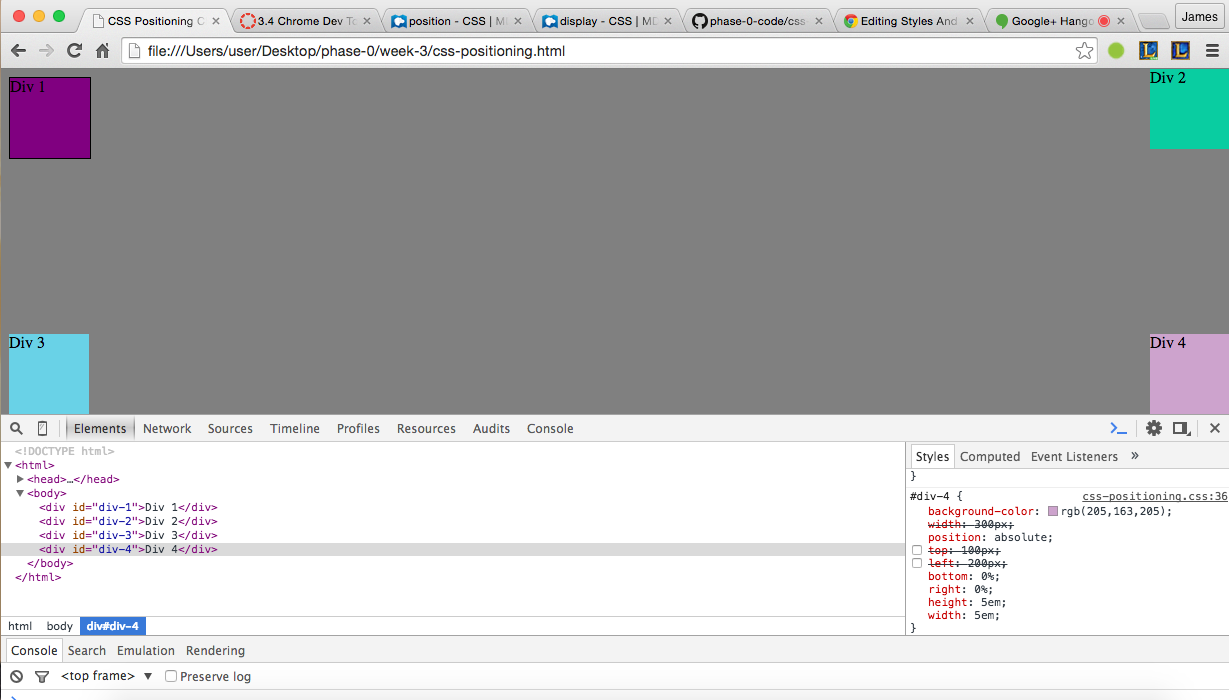 CSS Positioning C
3.4 Chrome Dev To
position - CSS | M
display - CSS | MD
phase-0-code/css-
Editing Styles And
Google+ Hango
James
file:///Users/user/Desktop/phase-0/week-3/css-positioning.html
Div 1
Div 2
Div 3
Div 4
Elements Network Sources Timeline Profiles Resources Audits Console
<!DOCTYPE html>
<html>
<head>…</head>
<body>
<div id="div-1">Div 1</div>
<div id="div-2">Div 2</div>
<div id="div-3">Div 3</div>
<div id="div-4">Div 4</div>
</body>
</html>
Styles Computed Event Listeners »
}
#div-4 { css-positioning.css:36
background-color: rgb(205,163,205);
width: 300px;
position: absolute;
top: 100px;
left: 200px;
bottom: 0%;
right: 0%;
height: 5em;
width: 5em;
}
html body div#div-4
Console Search Emulation Rendering
<top frame> ▼ Preserve log